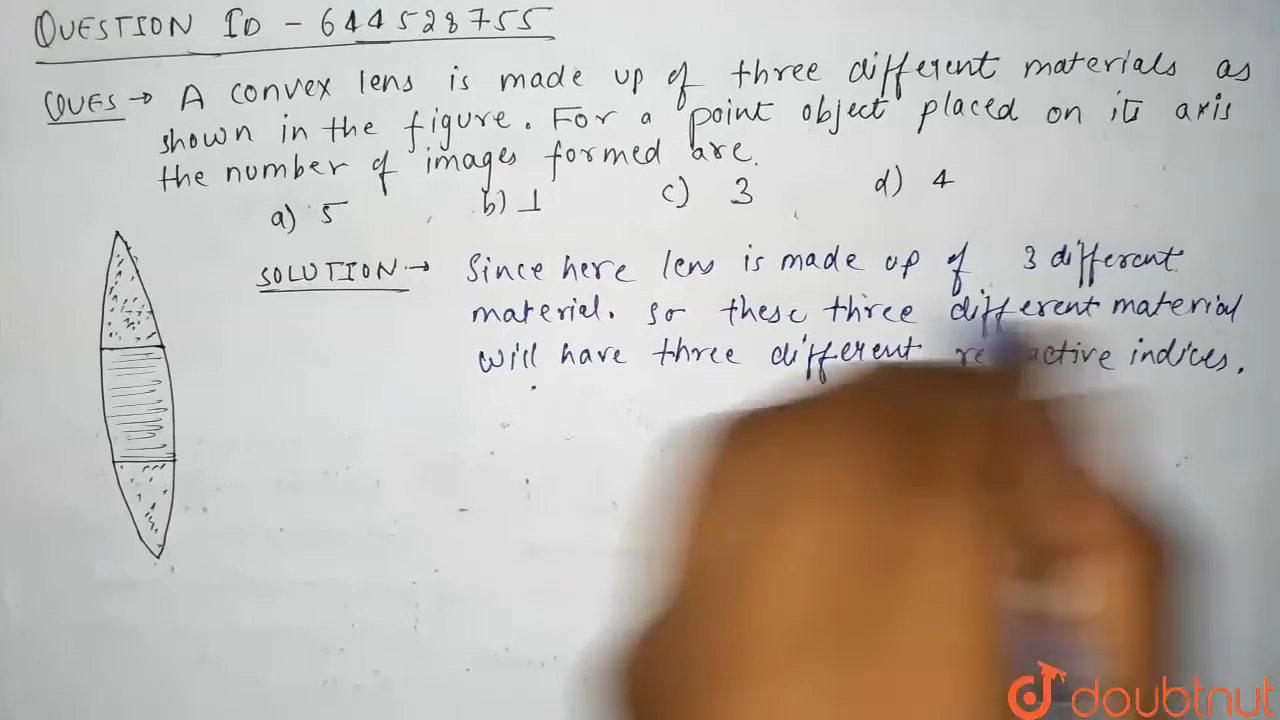 QUESTION ID - 644528755
QUES → A convex lens is made up of three different materials as
shown in the figure. For a point object placed on its axis
the number of images formed are.
a) 5 b) 1 c) 3 d) 4
SOLUTION → Since here lens is made up of 3 different
material. so these three different material
will have three different active indices.
doubtnut